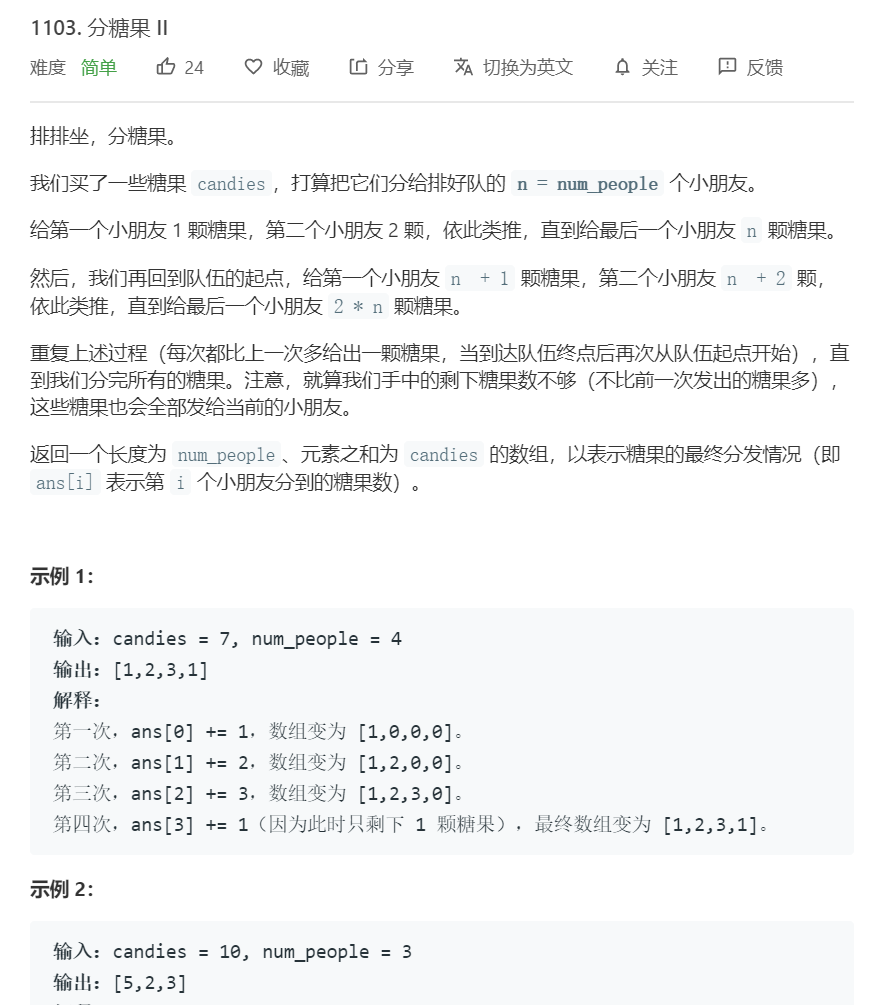 1103. 分糖果 II
难度 简单 24 收藏 分享 切换为英文 关注 反馈
排排坐，分糖果。
我们买了一些糖果 candies，打算把它们分给排好队的 n = num_people 个小朋友。
给第一个小朋友 1 颗糖果，第二个小朋友 2 颗，依此类推，直到给最后一个小朋友 n 颗糖果。
然后，我们再回到队伍的起点，给第一个小朋友 n + 1 颗糖果，第二个小朋友 n + 2 颗，
依此类推，直到给最后一个小朋友 2 * n 颗糖果。
重复上述过程（每次都比上一次多给出一颗糖果，当到达队伍终点后再次从队伍起点开始），直
到我们分完所有的糖果。注意，就算我们手中的剩下糖果数不够（不比前一次发出的糖果多），
这些糖果也会全部发给当前的小朋友。
返回一个长度为 num_people、元素之和为 candies 的数组，以表示糖果的最终分发情况（即
ans[i] 表示第 i 个小朋友分到的糖果数）。
示例 1：
输入：candies = 7, num_people = 4
输出：[1,2,3,1]
解释：
第一次，ans[0] += 1，数组变为 [1,0,0,0]。
第二次，ans[1] += 2，数组变为 [1,2,0,0]。
第三次，ans[2] += 3，数组变为 [1,2,3,0]。
第四次，ans[3] += 1（因为此时只剩下 1 颗糖果），最终数组变为 [1,2,3,1]。
示例 2：
输入：candies = 10, num_people = 3
输出：[5,2,3]